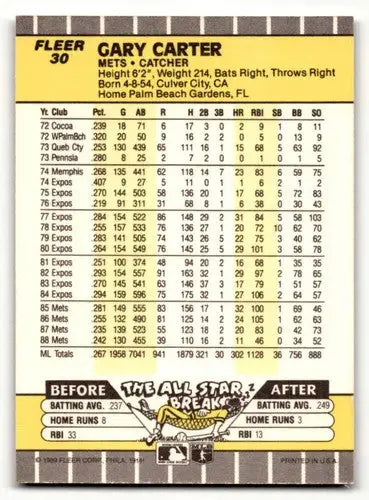 FLEER
30
GARY CARTER
METS • CATCHER
Height 6'2", Weight 214, Bats Right, Throws Right
Born 4-8-54, Culver City, CA
Home Palm Beach Gardens, FL
Yr. Club Pct. G AB R H 2B 3B HR RBI SB BB SO
72 Cocoa .239 18 71 6 17 3 0 2 9 1 8 11
72 WPalmBch .320 20 50 9 16 2 0 0 5 0 13 9
73 Queb Cty .253 130 439 65 111 16 1 15 68 5 63 92
73 Pennsla .280 8 25
74 Memphis .268 135 441 62 118 14 7 23 83 6 59 75
74 Expos .407 9 27 5 11 0 1 1 6 2 1 2
75 Expos .270 144 503 58 136 20 1 17 68 5 72 83
76 Expos .219 91 311 31 68 8 1 6 38 0 30 43
77 Expos .284 154 522 86 148 29 2 31 84 5 58 103
78 Expos .255 157 533 76 136 27 1 20 72 10 62 70
79 Expos .283 141 505 74 143 26 5 22 75 3 40 62
80 Expos .264 154 549 76 145 25 5 29 101 3 58 78
81 Expos .251 100 374 48 94 20 2 16 68 1 35 35
82 Expos .293 154 557 91 163 32 1 29 97 2 78 65
83 Expos .270 145 541 63 146 37 3 17 79 1 51 57
84 Expos .294 159 596 75 175 32 1 27 106 2 64 57
85 Mets .281 149 555 83 156 17 1 32 100 1 69 46
86 Mets .255 132 490 81 125 14 2 24 105 1 62 63
87 Mets .235 139 523 55 123 18 2 20 83 0 42 73
88 Mets .242 130 455 39 110 16 2 11 46 0 34 52
ML Totals .267 1958 7041 941 1879 321 30 302 1128 36 756 888
BEFORE THE ALL STAR BREAK AFTER
BATTING AVG. .237 BATTING AVG. .249
HOME RUNS 8 HOME RUNS 3
RBI 33 RBI 13
© 1989 FLEER CORP., PHILA. 19141 PRINTED IN U.S.A.